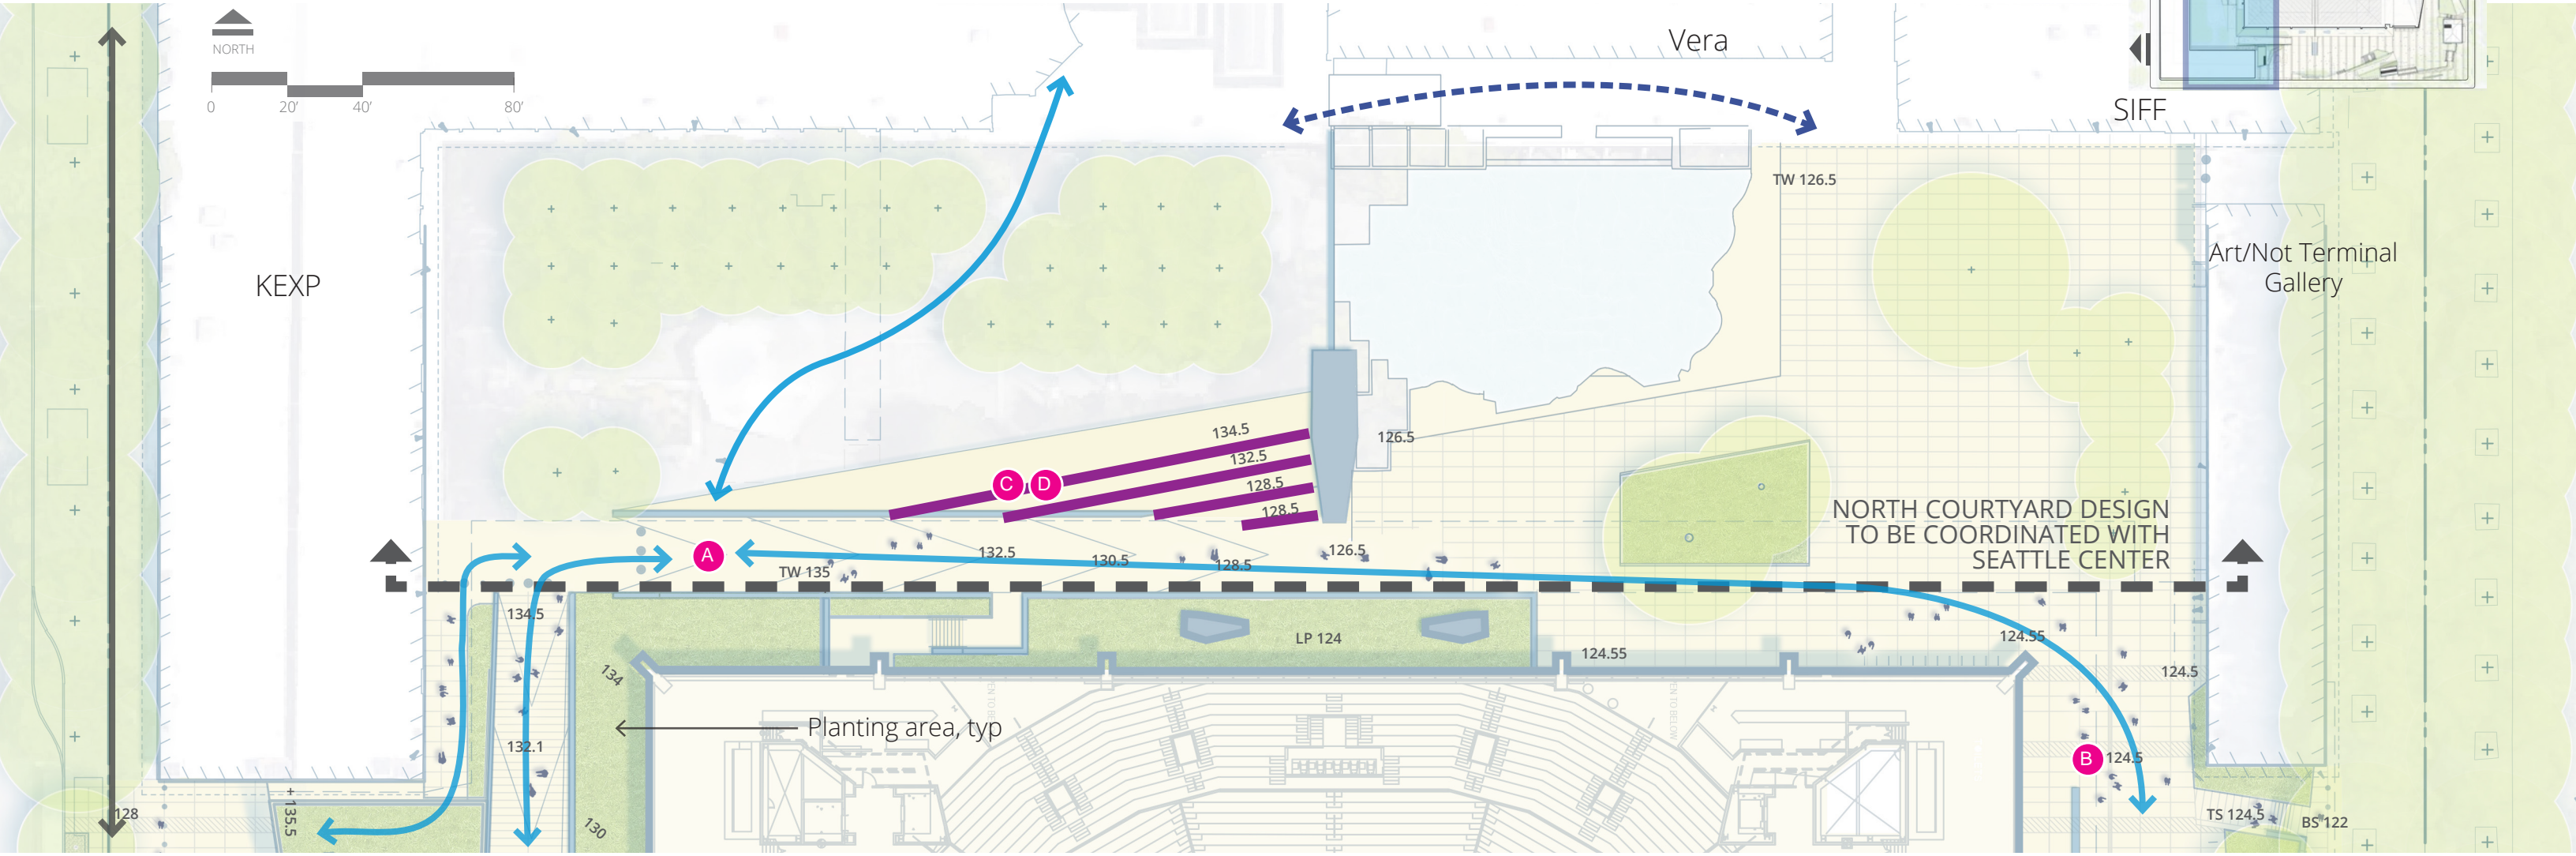 NORTH
0 20' 40' 80'
Vera
SIFF
TW 126.5
KEXP
Art/Not Terminal
Gallery
134.5
126.5
132.5
C D
128.5
128.5
NORTH COURTYARD DESIGN
TO BE COORDINATED WITH
SEATTLE CENTER
A
132.5
130.5
128.5
126.5
TW 135
134.5
LP 124
124.55
124.55
124.5
134
Planting area, typ
132.1
B 124.5
+ 135.5
128
130
TS 124.5
BS 122